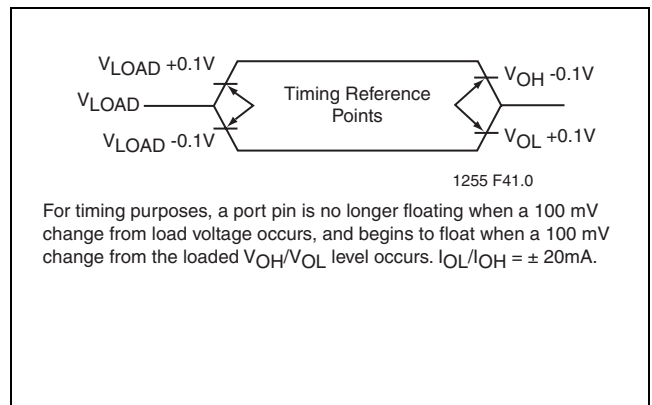 VLOAD +0.1V
VLOAD
VLOAD -0.1V
Timing Reference
Points
VOH -0.1V
VOL +0.1V
1255 F41.0
For timing purposes, a port pin is no longer floating when a 100 mV
change from load voltage occurs, and begins to float when a 100 mV
change from the loaded VOH/VOL level occurs. IOL/IOH = ± 20mA.